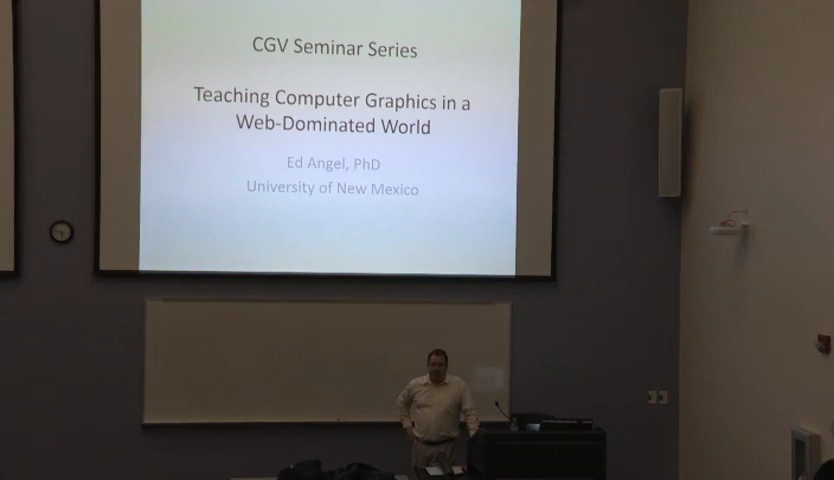 CGV Seminar Series
Teaching Computer Graphics in a
Web-Dominated World
Ed Angel, PhD
University of New Mexico